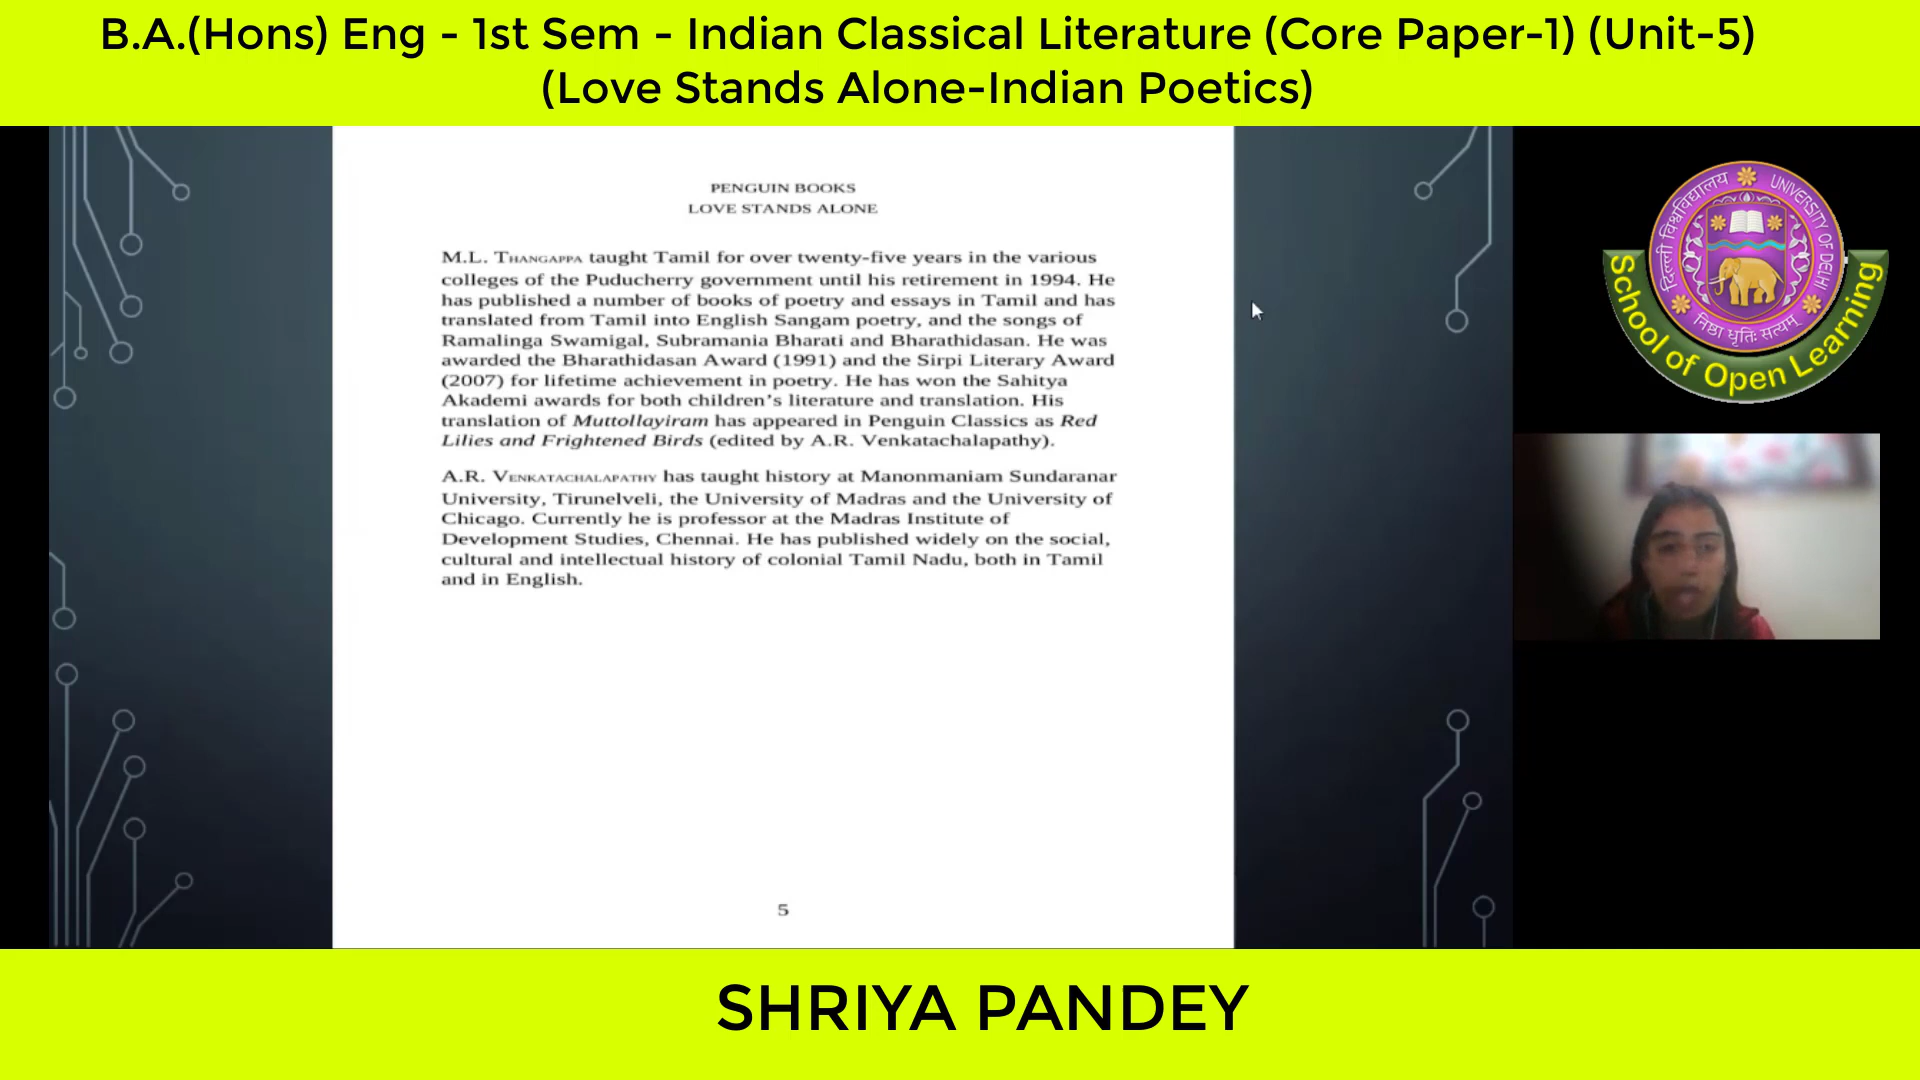 B.A.(Hons) Eng - 1st Sem - Indian Classical Literature (Core Paper-1) (Unit-5)
(Love Stands Alone-Indian Poetics)
PENGUIN BOOKS
LOVE STANDS ALONE
M.L. THANGAPPA taught Tamil for over twenty-five years in the various
colleges of the Puducherry government until his retirement in 1994. He
has published a number of books of poetry and essays in Tamil and has
translated from Tamil into English Sangam poetry, and the songs of
Ramalinga Swamigal, Subramania Bharati and Bharathidasan. He was
awarded the Bharathidasan Award (1991) and the Sirpi Literary Award
(2007) for lifetime achievement in poetry. He has won the Sahitya
Akademi awards for both children’s literature and translation. His
translation of Muttollayiram has appeared in Penguin Classics as Red
Lilies and Frightened Birds (edited by A.R. Venkatachalapathy).
A.R. VENKATACHALAPATHY has taught history at Manonmaniam Sundaranar
University, Tirunelveli, the University of Madras and the University of
Chicago. Currently he is professor at the Madras Institute of
Development Studies, Chennai. He has published widely on the social,
cultural and intellectual history of colonial Tamil Nadu, both in Tamil
and in English.
5
दिल्ली विश्वविद्यालय
UNIVERSITY OF DELHI
निष्ठा धृतिः सत्यम्
School of Open Learning
SHRIYA PANDEY